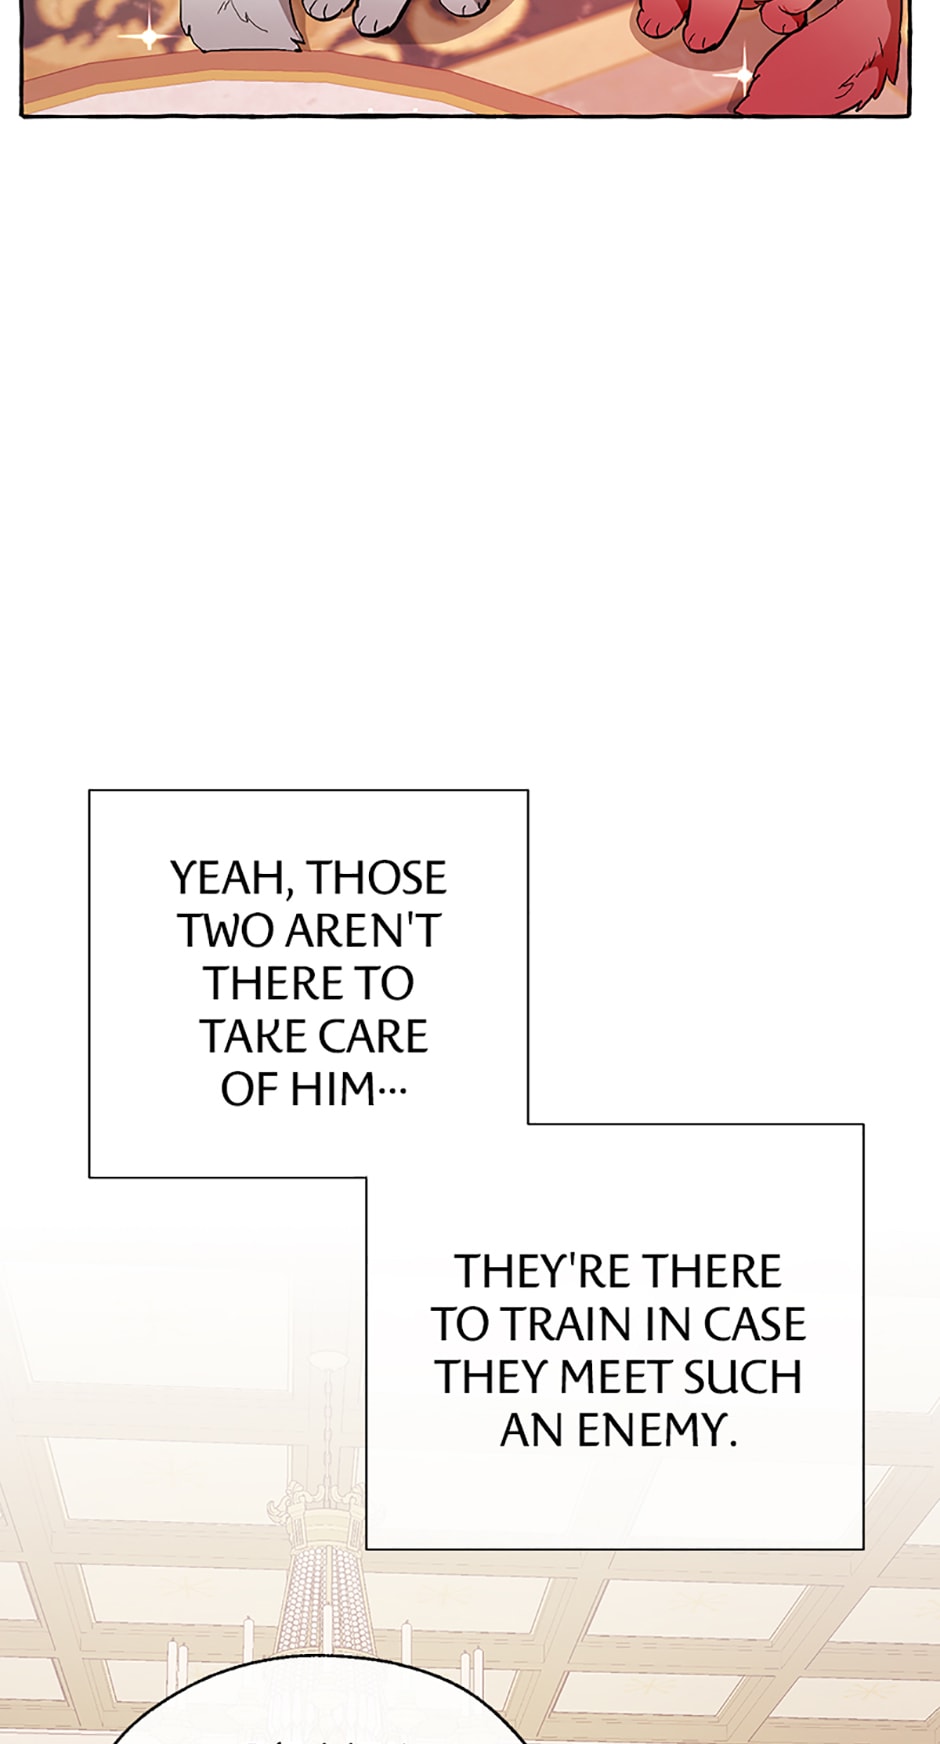 YEAH, THOSE
TWO AREN'T
THERE TO
TAKE CARE
OF HIM...
THEY'RE THERE
TO TRAIN IN CASE
THEY MEET SUCH
AN ENEMY.